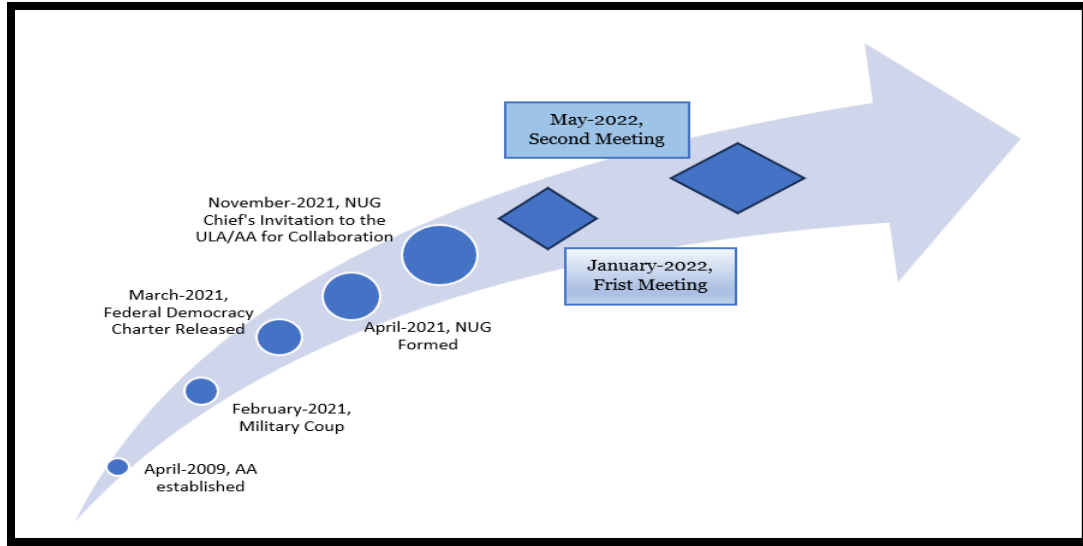 May-2022,
Second Meeting
November-2021, NUG
Chief's Invitation to the
ULA/AA for Collaboration
January-2022,
Frist Meeting
March-2021,
Federal Democracy
Charter Released
April-2021, NUG
Formed
February-2021,
Military Coup
April-2009, AA
established